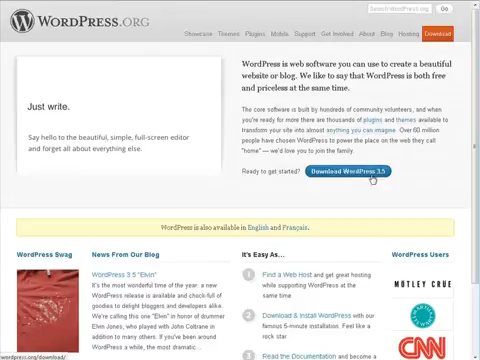 WORDPRESS.ORG
Search WordPress.org
Go
Showcase Themes Plugins Mobile Support Get Involved About Blog Hosting Download
WordPress is web software you can use to create a beautiful
website or blog. We like to say that WordPress is both free
and priceless at the same time.
Just write.
Say hello to the beautiful, simple, full-screen editor
and forget all about everything else.
The core software is built by hundreds of community volunteers, and when
you're ready for more there are thousands of plugins and themes available to
transform your site into almost anything you can imagine. Over 60 million
people have chosen WordPress to power the place on the web they call
"home" — we'd love you to join the family.
Ready to get started? Download WordPress 3.5
WordPress is also available in English and Français.
WordPress Swag
News From Our Blog
WordPress 3.5 "Elvin"
It's the most wonderful time of the year: a new
WordPress release is available and chock-full of
goodies to delight bloggers and developers alike.
We're calling this one "Elvin" in honor of drummer
Elvin Jones, who played with John Coltrane in
addition to many others. If you've been around
WordPress a while, the most dramatic...
It's Easy As...
1 Find a Web Host and get great hosting
while supporting WordPress at the
same time
2 Download & Install WordPress with our
famous 5-minute installation. Feel like a
rock star.
3 Read the Documentation and become a
WordPress Users
MÖTLEY CRÜE
CNN
wordpress.org/download/